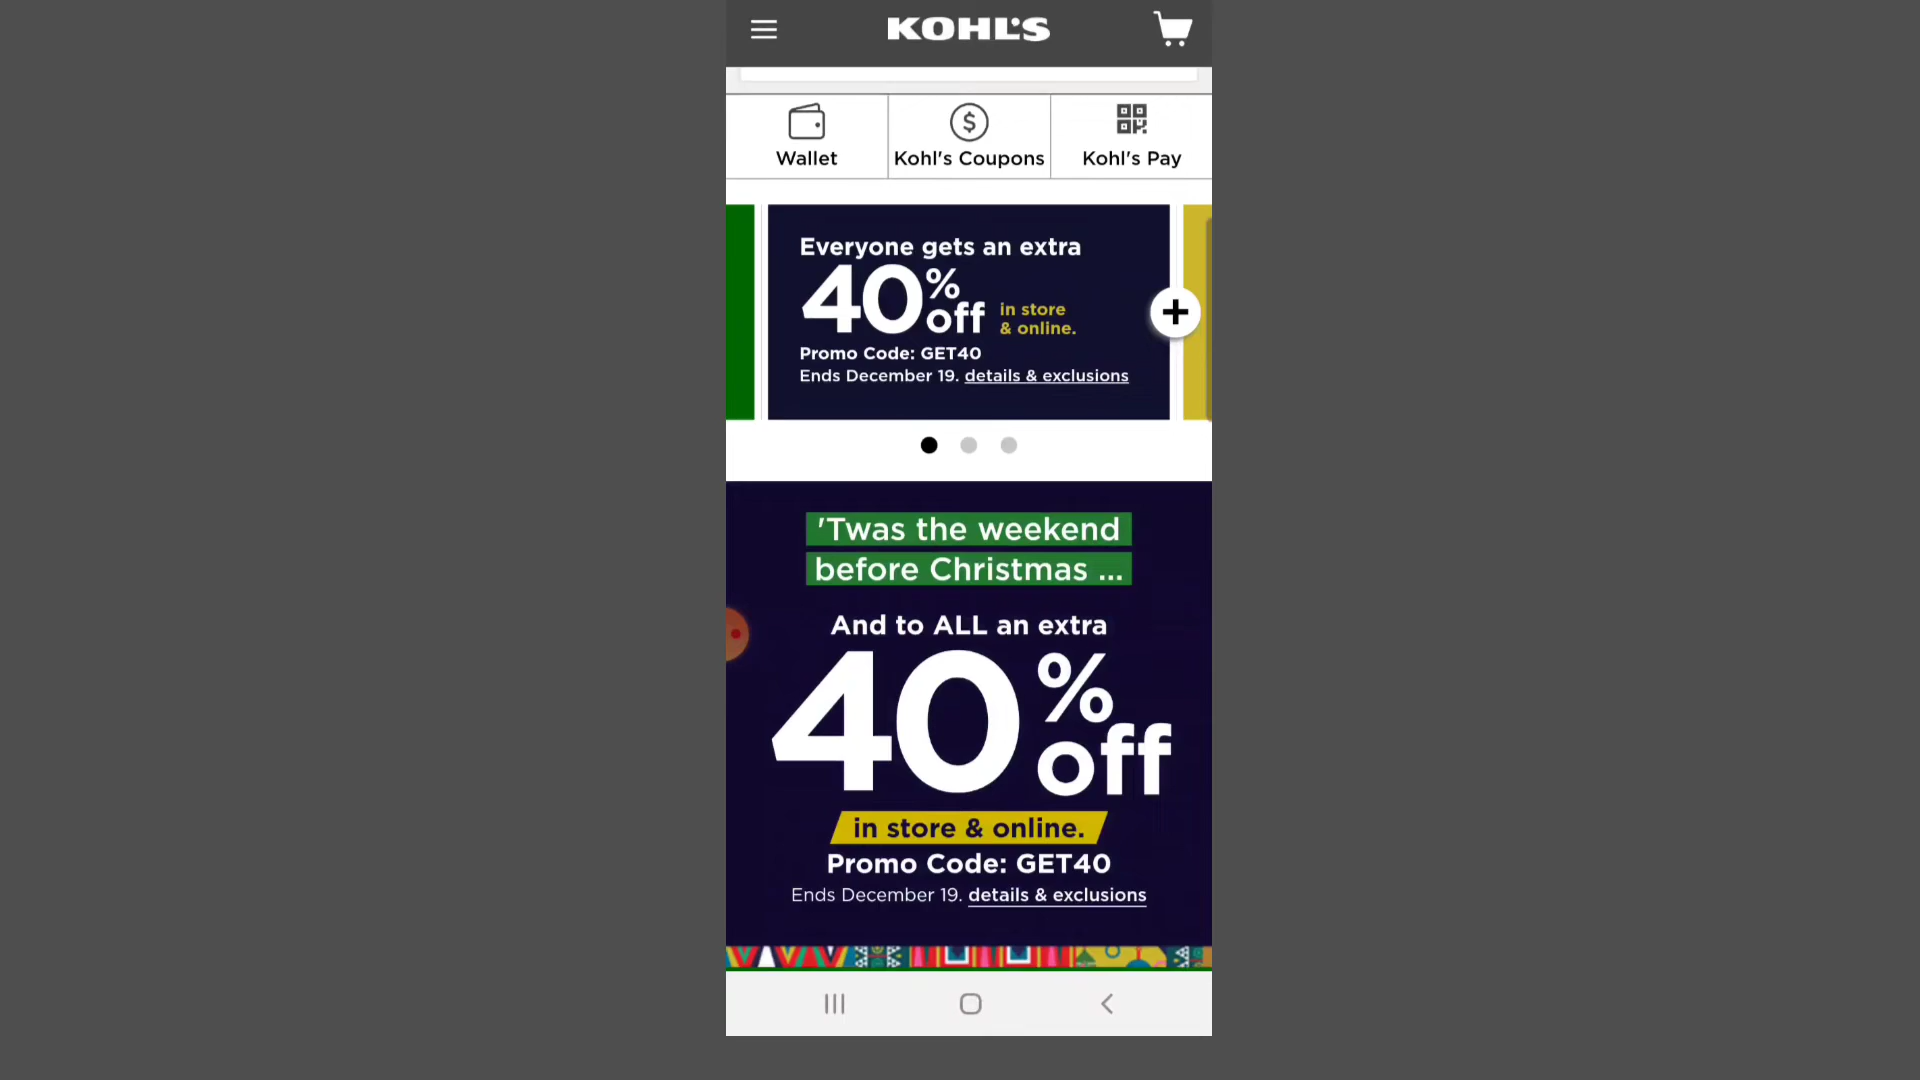 KOHL'S
Wallet
Kohl's Coupons
Kohl's Pay
Everyone gets an extra
40% off in store
& online.
Promo Code: GET40
Ends December 19. details & exclusions
'Twas the weekend
before Christmas ...
And to ALL an extra
40% off
in store & online.
Promo Code: GET40
Ends December 19. details & exclusions